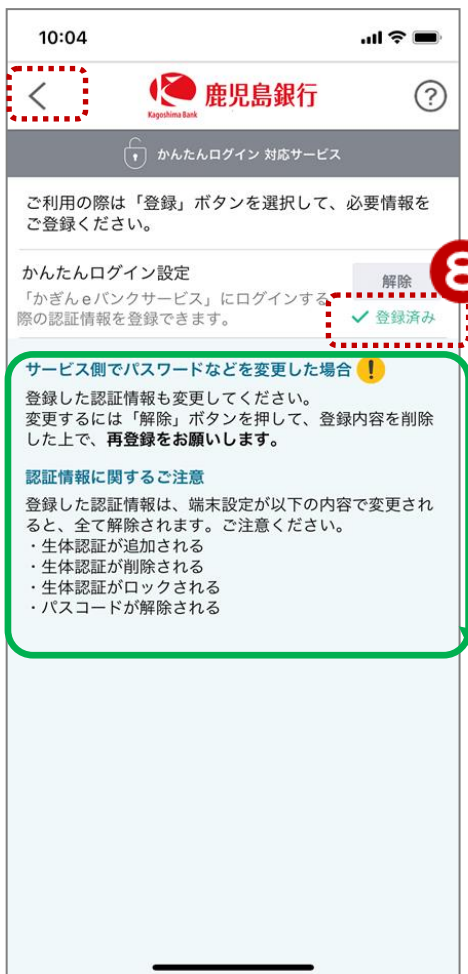 10:04
鹿児島銀行
Kagoshima Bank
?
かんたんログイン 対応サービス
ご利用の際は「登録」ボタンを選択して、必要情報を
ご登録ください。
かんたんログイン設定
解除
8
「かぎんeバンクサービス」にログインする
際の認証情報を登録できます。
登録済み
サービス側でパスワードなどを変更した場合
登録した認証情報も変更してください。
変更するには「解除」ボタンを押して、登録内容を削除
した上で、再登録をお願いします。
認証情報に関するご注意
登録した認証情報は、端末設定が以下の内容で変更され
ると、全て解除されます。ご注意ください。
・生体認証が追加される
・生体認証が削除される
・生体認証がロックされる
・パスコードが解除される